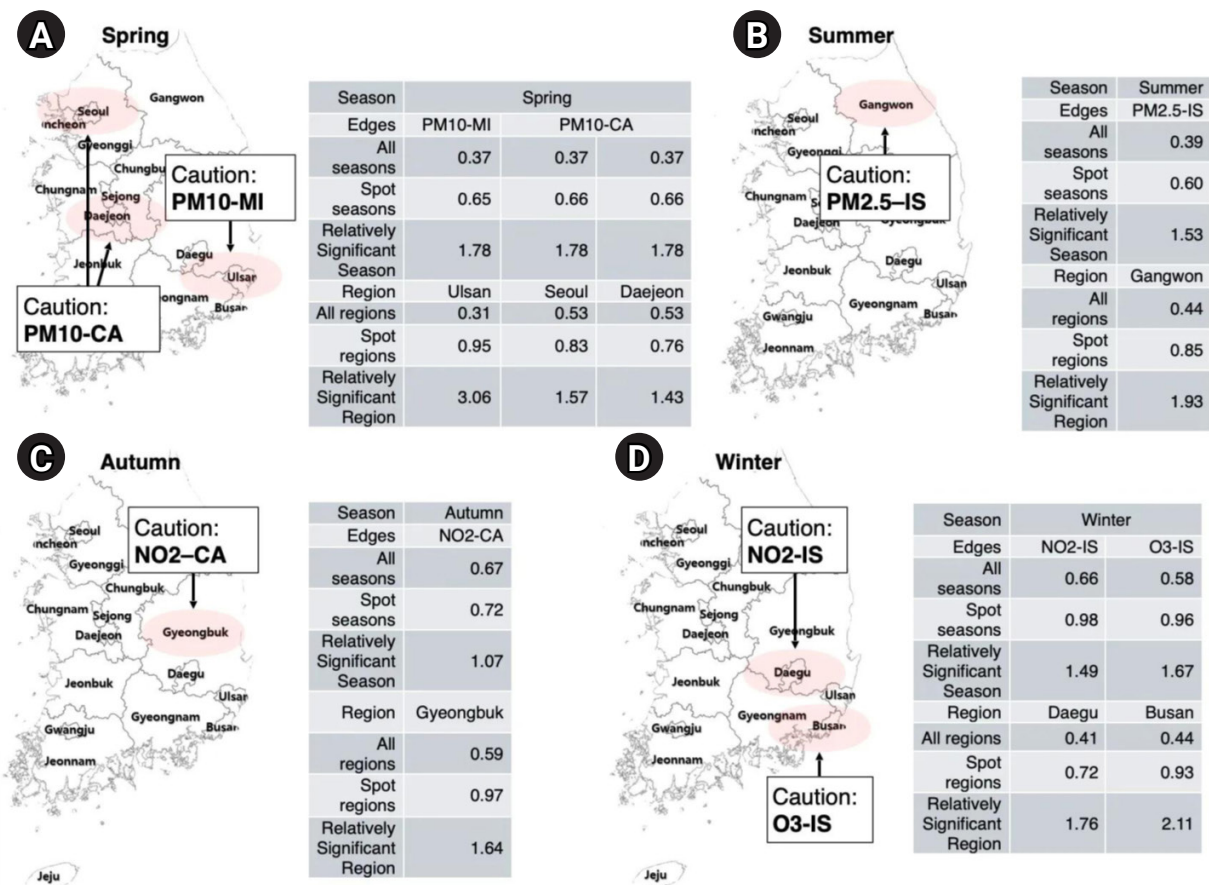 A
Spring
Seoul
Incheon
Gangwon
Gyeonggi
Chungbu
Chungnam
Sejong
Daejeon
Daegu
Jeonbuk
Ulsan
ongnam
Busan
Caution:
PM10-MI
Caution:
PM10-CA
Season Spring
Edges PM10-MI PM10-CA
All
seasons 0.37 0.37 0.37
Spot
seasons 0.65 0.66 0.66
Relatively
Significant
Season 1.78 1.78 1.78
Region Ulsan Seoul Daejeon
All regions 0.31 0.53 0.53
Spot
regions 0.95 0.83 0.76
Relatively
Significant
Region 3.06 1.57 1.43
B
Summer
Gangwon
Seoul
ncheon
Gyeonggi
Caution:
PM2.5–IS
Chungnam
Daejeon
Gyeongbuk
Daegu
Jeonbuk
Ulsan
Gyeongnam
Busan
Gwangju
Jeonnam
Season Summer
Edges PM2.5-IS
All
seasons 0.39
Spot
seasons 0.60
Relatively
Significant
Season 1.53
Region Gangwon
All
regions 0.44
Spot
regions 0.85
Relatively
Significant
Region 1.93
C
Autumn
Caution:
NO2–CA
Seoul
ncheon
Gyeonggi
Chungbuk
Chungnam
Sejong
Daejeon
Gyeongbuk
Daegu
Jeonbuk
Ulsan
Gyeongnam
Busan
Gwangju
Jeonnam
Jeju
Season Autumn
Edges NO2-CA
All
seasons 0.67
Spot
seasons 0.72
Relatively
Significant
Season 1.07
Region Gyeongbuk
All
regions 0.59
Spot
regions 0.97
Relatively
Significant
Region 1.64
D
Winter
Caution:
NO2-IS
Seoul
ncheon
Gyeonggi
Chungbuk
Chungnam
Sejong
Daejeon
Gyeongbuk
Daegu
Jeonbuk
Ulsan
Gyeongnam
Busan
Gwangju
Jeonnam
Caution:
O3-IS
Jeju
Season Winter
Edges NO2-IS O3-IS
All
seasons 0.66 0.58
Spot
seasons 0.98 0.96
Relatively
Significant
Season 1.49 1.67
Region Daegu Busan
All regions 0.41 0.44
Spot
regions 0.72 0.93
Relatively
Significant
Region 1.76 2.11